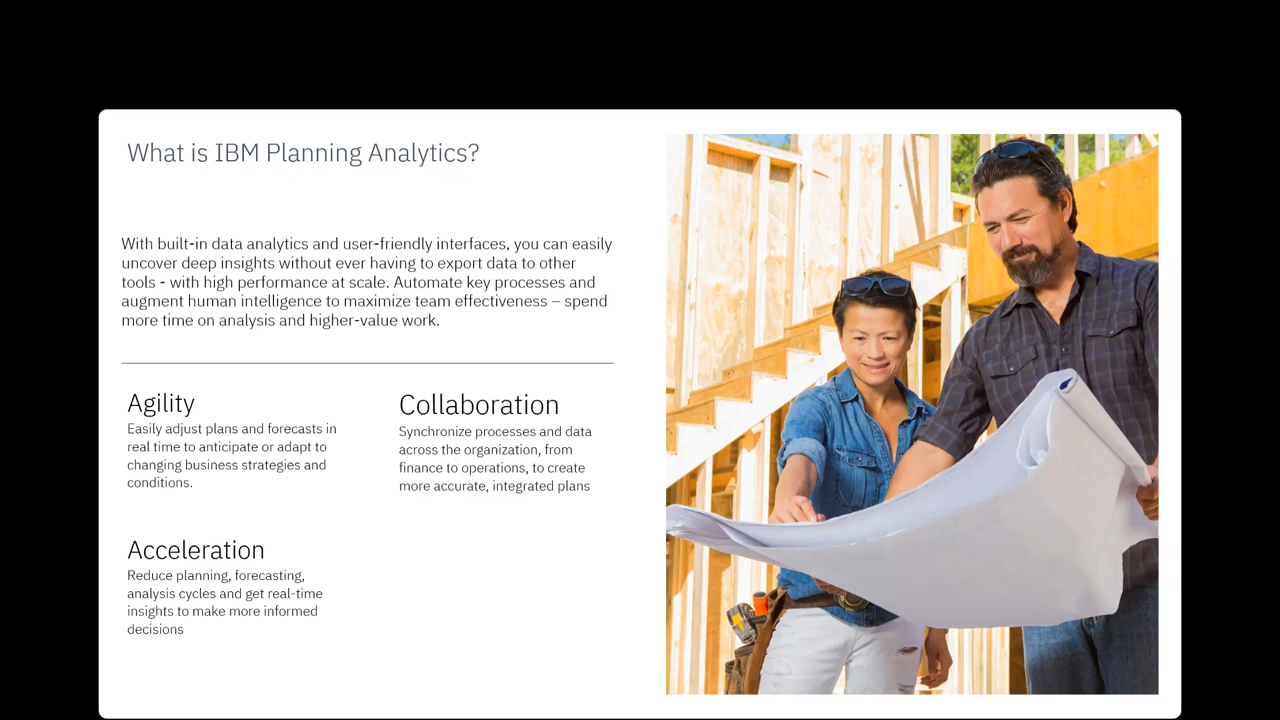 What is IBM Planning Analytics?
With built-in data analytics and user-friendly interfaces, you can easily
uncover deep insights without ever having to export data to other
tools - with high performance at scale. Automate key processes and
augment human intelligence to maximize team effectiveness – spend
more time on analysis and higher-value work.
Agility
Easily adjust plans and forecasts in
real time to anticipate or adapt to
changing business strategies and
conditions.
Collaboration
Synchronize processes and data
across the organization, from
finance to operations, to create
more accurate, integrated plans
Acceleration
Reduce planning, forecasting,
analysis cycles and get real-time
insights to make more informed
decisions